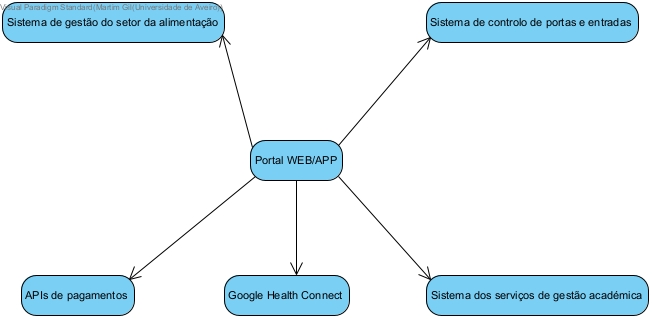 Visual Paradigm Standard(Martim Gil(Universidade de Aveiro))
Sistema de gestão do setor da alimentação
Sistema de controlo de portas e entradas
Portal WEB/APP
APIs de pagamentos
Google Health Connect
Sistema dos serviços de gestão académica